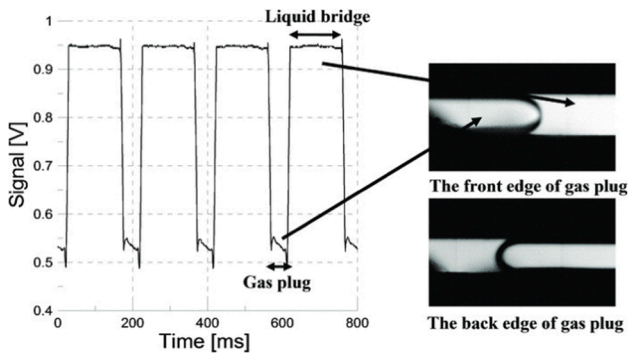 1
Liquid bridge
0.9
0.8
Signal [V]
0.7
0.6
0.5
Gas plug
0.4
0
200
400
600
800
Time [ms]
The front edge of gas plug
The back edge of gas plug